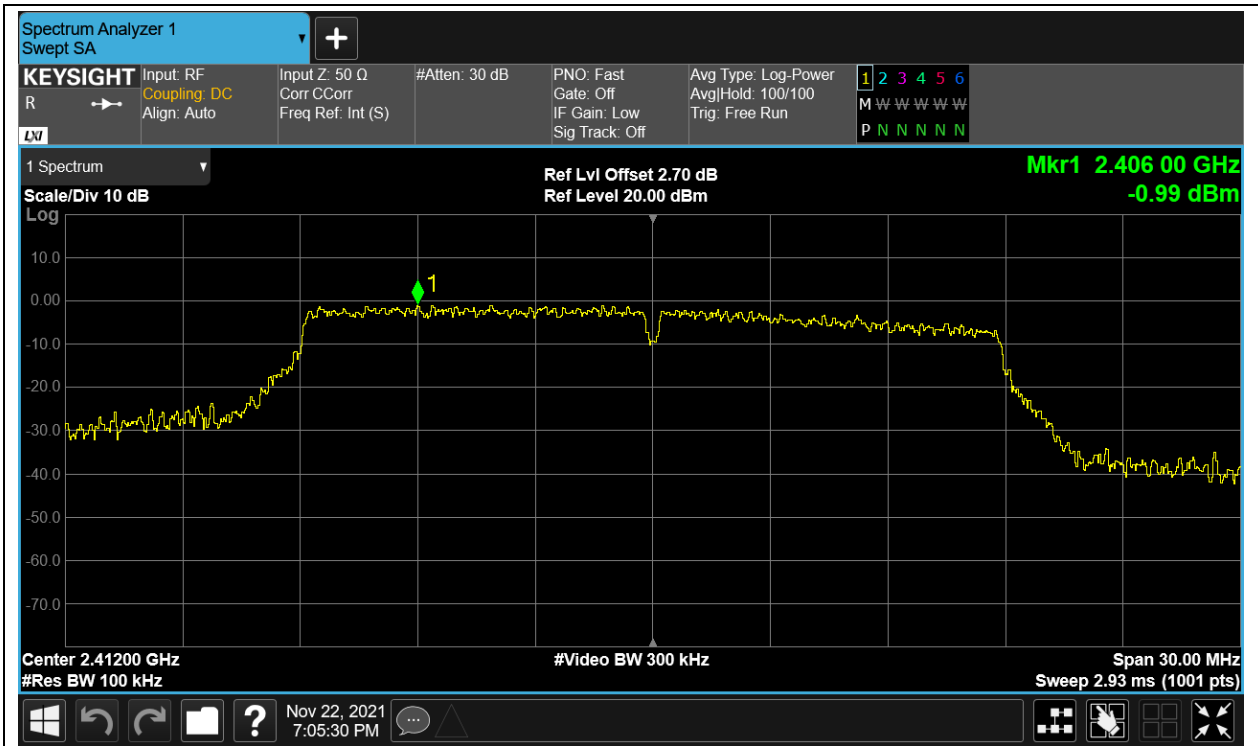 Spectrum Analyzer 1
Swept SA
+
KEYSIGHT
R
LXI
Input: RF
Coupling: DC
Align: Auto
Input Z: 50 Ω
Corr CCorr
Freq Ref: Int (S)
#Atten: 30 dB
PNO: Fast
Gate: Off
IF Gain: Low
Sig Track: Off
Avg Type: Log-Power
Avg|Hold: 100/100
Trig: Free Run
1 2 3 4 5 6
M W W W W W
P N N N N N
1 Spectrum
Scale/Div 10 dB
Log
Ref Lvl Offset 2.70 dB
Ref Level 20.00 dBm
Mkr1 2.406 00 GHz
-0.99 dBm
10.0
0.00
-10.0
-20.0
-30.0
-40.0
-50.0
-60.0
-70.0
1
Center 2.41200 GHz
#Res BW 100 kHz
#Video BW 300 kHz
Span 30.00 MHz
Sweep 2.93 ms (1001 pts)
?
Nov 22, 2021
7:05:30 PM